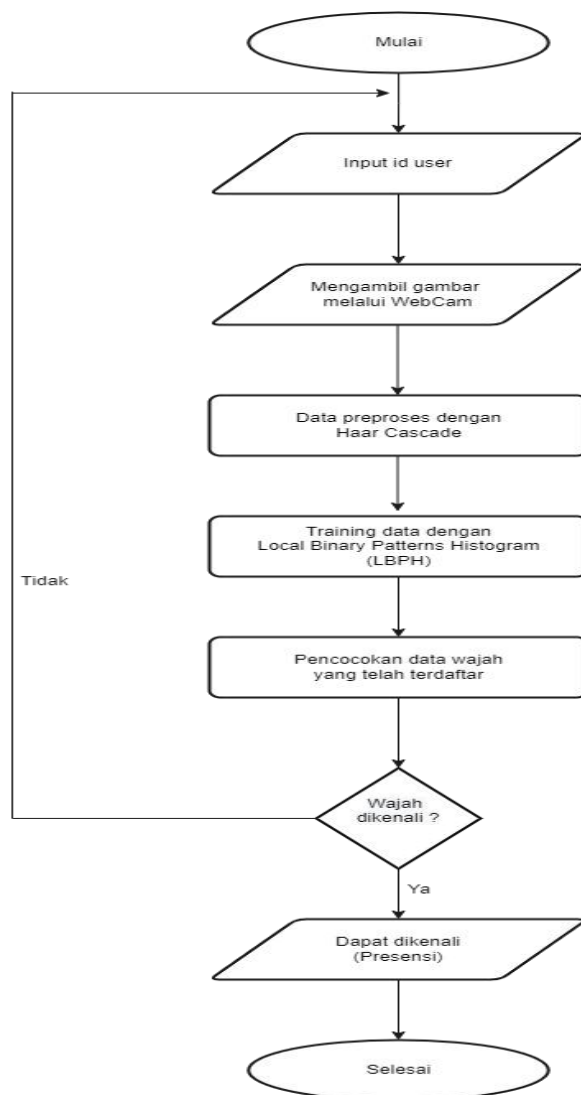 Mulai
Input id user
Mengambil gambar
melalui WebCam
Data preproses dengan
Haar Cascade
Training data dengan
Local Binary Patterns Histogram
(LBPH)
Tidak
Pencocokan data wajah
yang telah terdaftar
Wajah
dikenali ?
Ya
Dapat dikenali
(Presensi)
Selesai